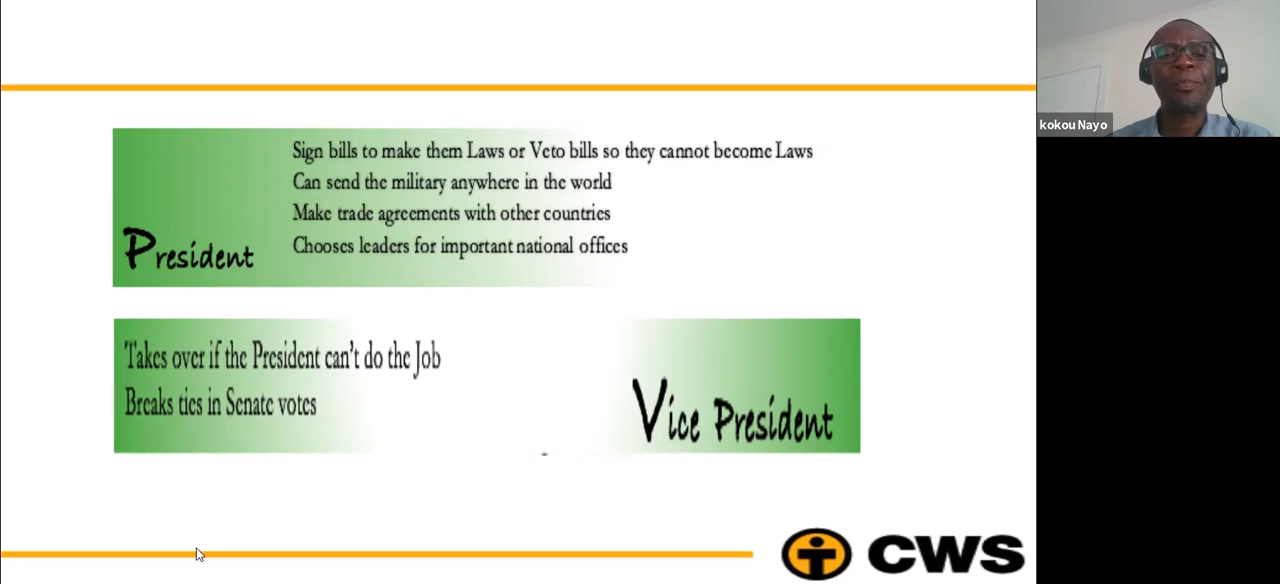 Sign bills to make them Laws or Veto bills so they cannot become Laws
Can send the military anywhere in the world
Make trade agreements with other countries
Chooses leaders for important national offices
President
Takes over if the President can't do the Job
Breaks ties in Senate votes
Vice President
CWS
kokou Nayo